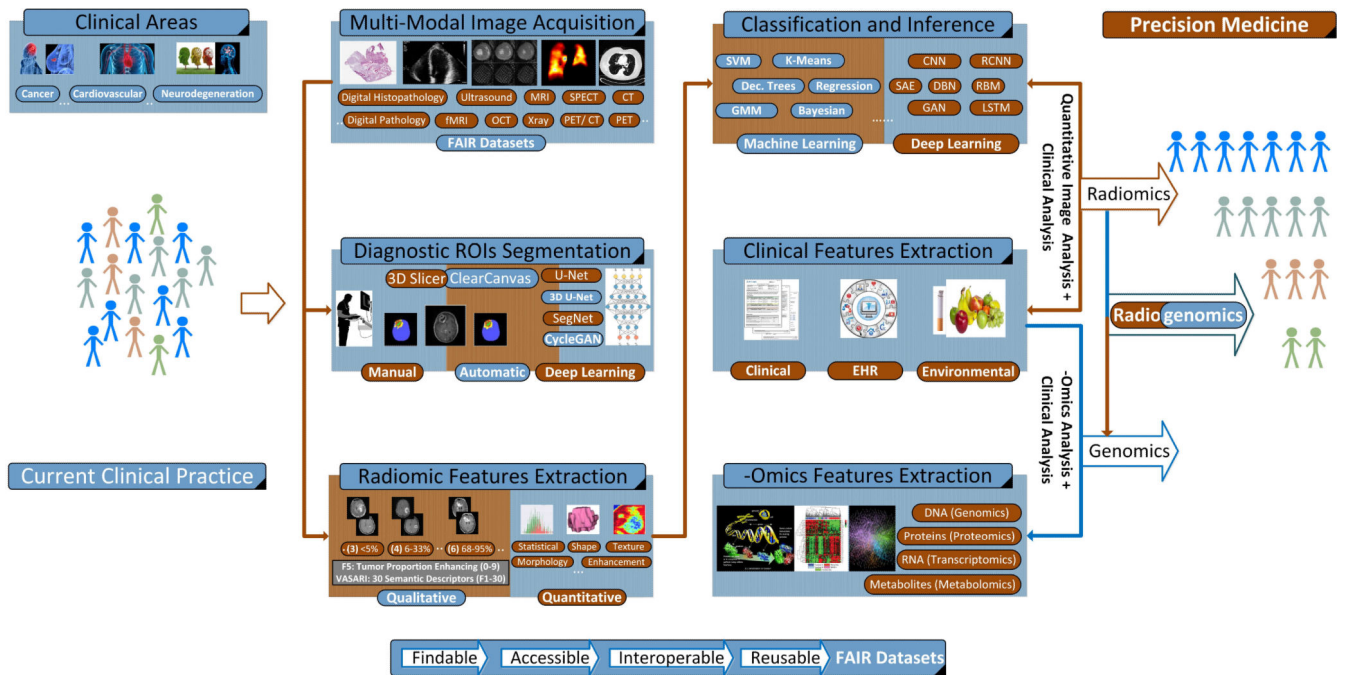 Clinical Areas
Cancer
...
Cardiovascular
..
Neurodegeneration
Current Clinical Practice
Multi-Modal Image Acquisition
Digital Histopathology Ultrasound MRI SPECT CT
.. Digital Pathology fMRI OCT Xray PET/ CT PET ..
FAIR Datasets
Diagnostic ROIs Segmentation
3D Slicer ClearCanvas
U-Net
3D U-Net
SegNet
CycleGAN
Manual Automatic Deep Learning
Radiomic Features Extraction
(3) <5% (4) 6-33% .. (6) 68-95% ..
F5: Tumor Proportion Enhancing (0-9)
VASARI: 30 Semantic Descriptors (F1-30)
Qualitative
Statistical Shape Texture
Morphology ... Enhancement
Quantitative
Classification and Inference
SVM K-Means
Dec. Trees Regression
GMM Bayesian
......
Machine Learning
CNN RCNN
SAE DBN RBM
GAN LSTM
Deep Learning
Clinical Features Extraction
Clinical EHR Environmental
-Omics Features Extraction
DNA (Genomics)
Proteins (Proteomics)
RNA (Transcriptomics)
Metabolites (Metabolomics)
Quantitative Image Analysis +
Clinical Analysis
-Omics Analysis +
Clinical Analysis
Precision Medicine
Radiomics
Radiogenomics
Genomics
Findable Accessible Interoperable Reusable FAIR Datasets